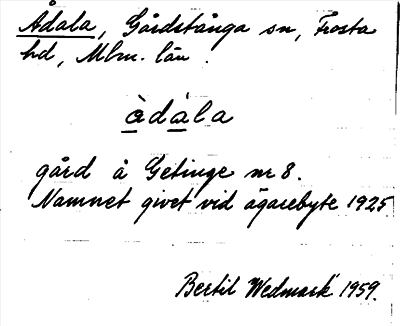 Ådala, Gårdstånga sn, Frosta
hd, Mlm. län.
àdàla
gård å Getinge nr 8.
Namnet givet vid ägarebyte 1925
Bertil Wedmark 1959.